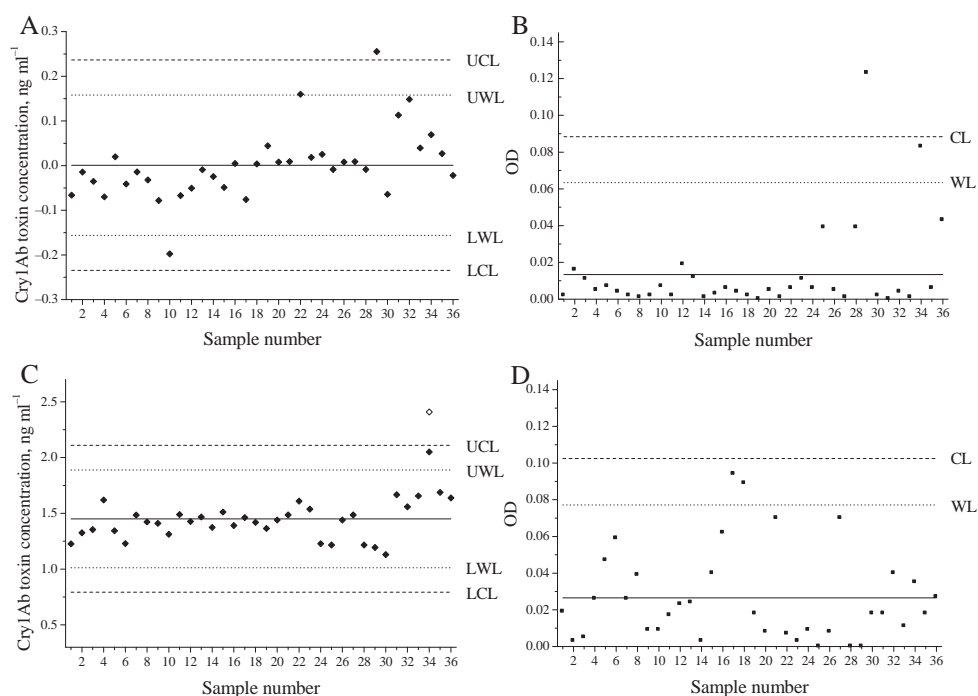 A
Cry1Ab toxin concentration, ng ml⁻¹
0.3
0.2
0.1
0.0
–0.1
–0.2
–0.3
UCL
UWL
LWL
LCL
2 4 6 8 10 12 14 16 18 20 22 24 26 28 30 32 34 36
Sample number
B
OD
0.14
0.12
0.10
0.08
0.06
0.04
0.02
0.00
CL
WL
2 4 6 8 10 12 14 16 18 20 22 24 26 28 30 32 34 36
Sample number
C
Cry1Ab toxin concentration, ng ml⁻¹
2.5
2.0
1.5
1.0
0.5
UCL
UWL
LWL
LCL
2 4 6 8 10 12 14 16 18 20 22 24 26 28 30 32 34 36
Sample number
D
OD
0.14
0.12
0.10
0.08
0.06
0.04
0.02
0.00
CL
WL
2 4 6 8 10 12 14 16 18 20 22 24 26 28 30 32 34 36
Sample number